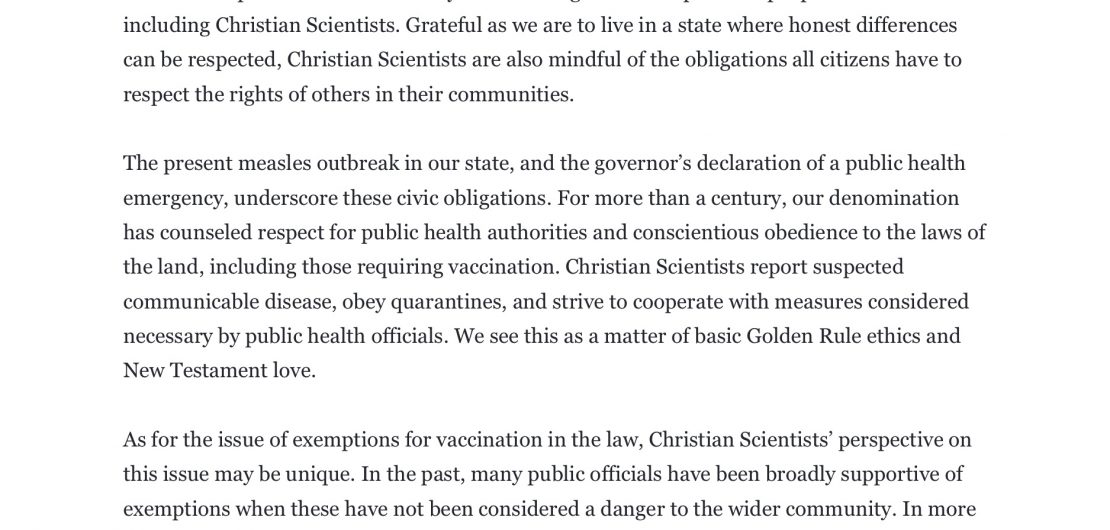 including Christian Scientists. Grateful as we are to live in a state where honest differences
can be respected, Christian Scientists are also mindful of the obligations all citizens have to
respect the rights of others in their communities.
The present measles outbreak in our state, and the governor’s declaration of a public health
emergency, underscore these civic obligations. For more than a century, our denomination
has counseled respect for public health authorities and conscientious obedience to the laws of
the land, including those requiring vaccination. Christian Scientists report suspected
communicable disease, obey quarantines, and strive to cooperate with measures considered
necessary by public health officials. We see this as a matter of basic Golden Rule ethics and
New Testament love.
As for the issue of exemptions for vaccination in the law, Christian Scientists’ perspective on
this issue may be unique. In the past, many public officials have been broadly supportive of
exemptions when these have not been considered a danger to the wider community. In more